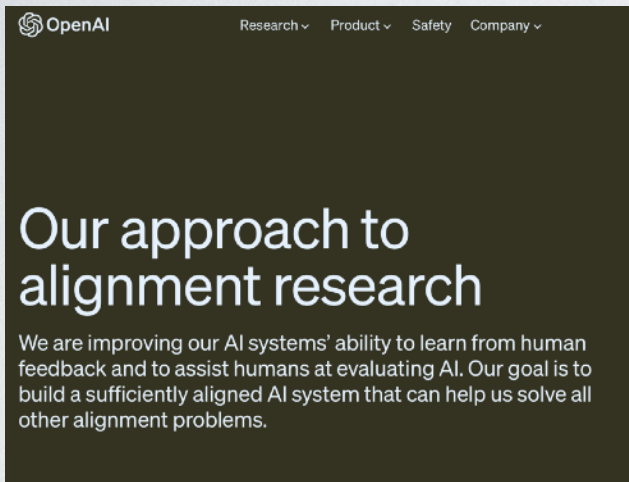 OpenAI Research Product Safety Company
Our approach to
alignment research
We are improving our AI systems’ ability to learn from human
feedback and to assist humans at evaluating AI. Our goal is to
build a sufficiently aligned AI system that can help us solve all
other alignment problems.